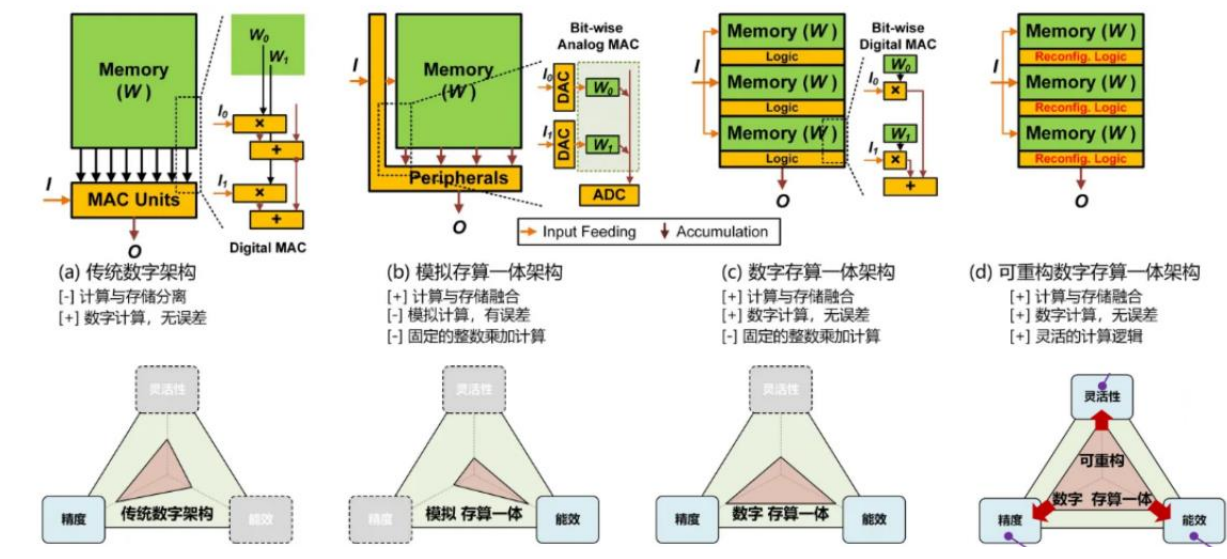 Memory
(W)
W0
W1
I0
×
+
I1
×
+
I
MAC Units
O
Digital MAC
I
Memory
(W)
Peripherals
O
Bit-wise
Analog MAC
I0
DAC
W0
I1
DAC
W1
ADC
I
Memory (W)
Logic
Memory (W)
Logic
Memory (W)
Logic
O
Bit-wise
Digital MAC
W0
I0
×
W1
I1
×
+
I
Memory (W)
Reconfig. Logic
Memory (W)
Reconfig. Logic
Memory (W)
Reconfig. Logic
O
Input Feeding
Accumulation
(a) 传统数字架构
[-] 计算与存储分离
[+] 数字计算，无误差
(b) 模拟存算一体架构
[+] 计算与存储融合
[-] 模拟计算，有误差
[-] 固定的整数乘加计算
(c) 数字存算一体架构
[+] 计算与存储融合
[+] 数字计算，无误差
[-] 固定的整数乘加计算
(d) 可重构数字存算一体架构
[+] 计算与存储融合
[+] 数字计算，无误差
[+] 灵活的计算逻辑
灵活性
精度
传统数字架构
能效
灵活性
精度
模拟 存算一体
能效
灵活性
精度
数字 存算一体
能效
灵活性
可重构
数字 存算一体
精度
能效